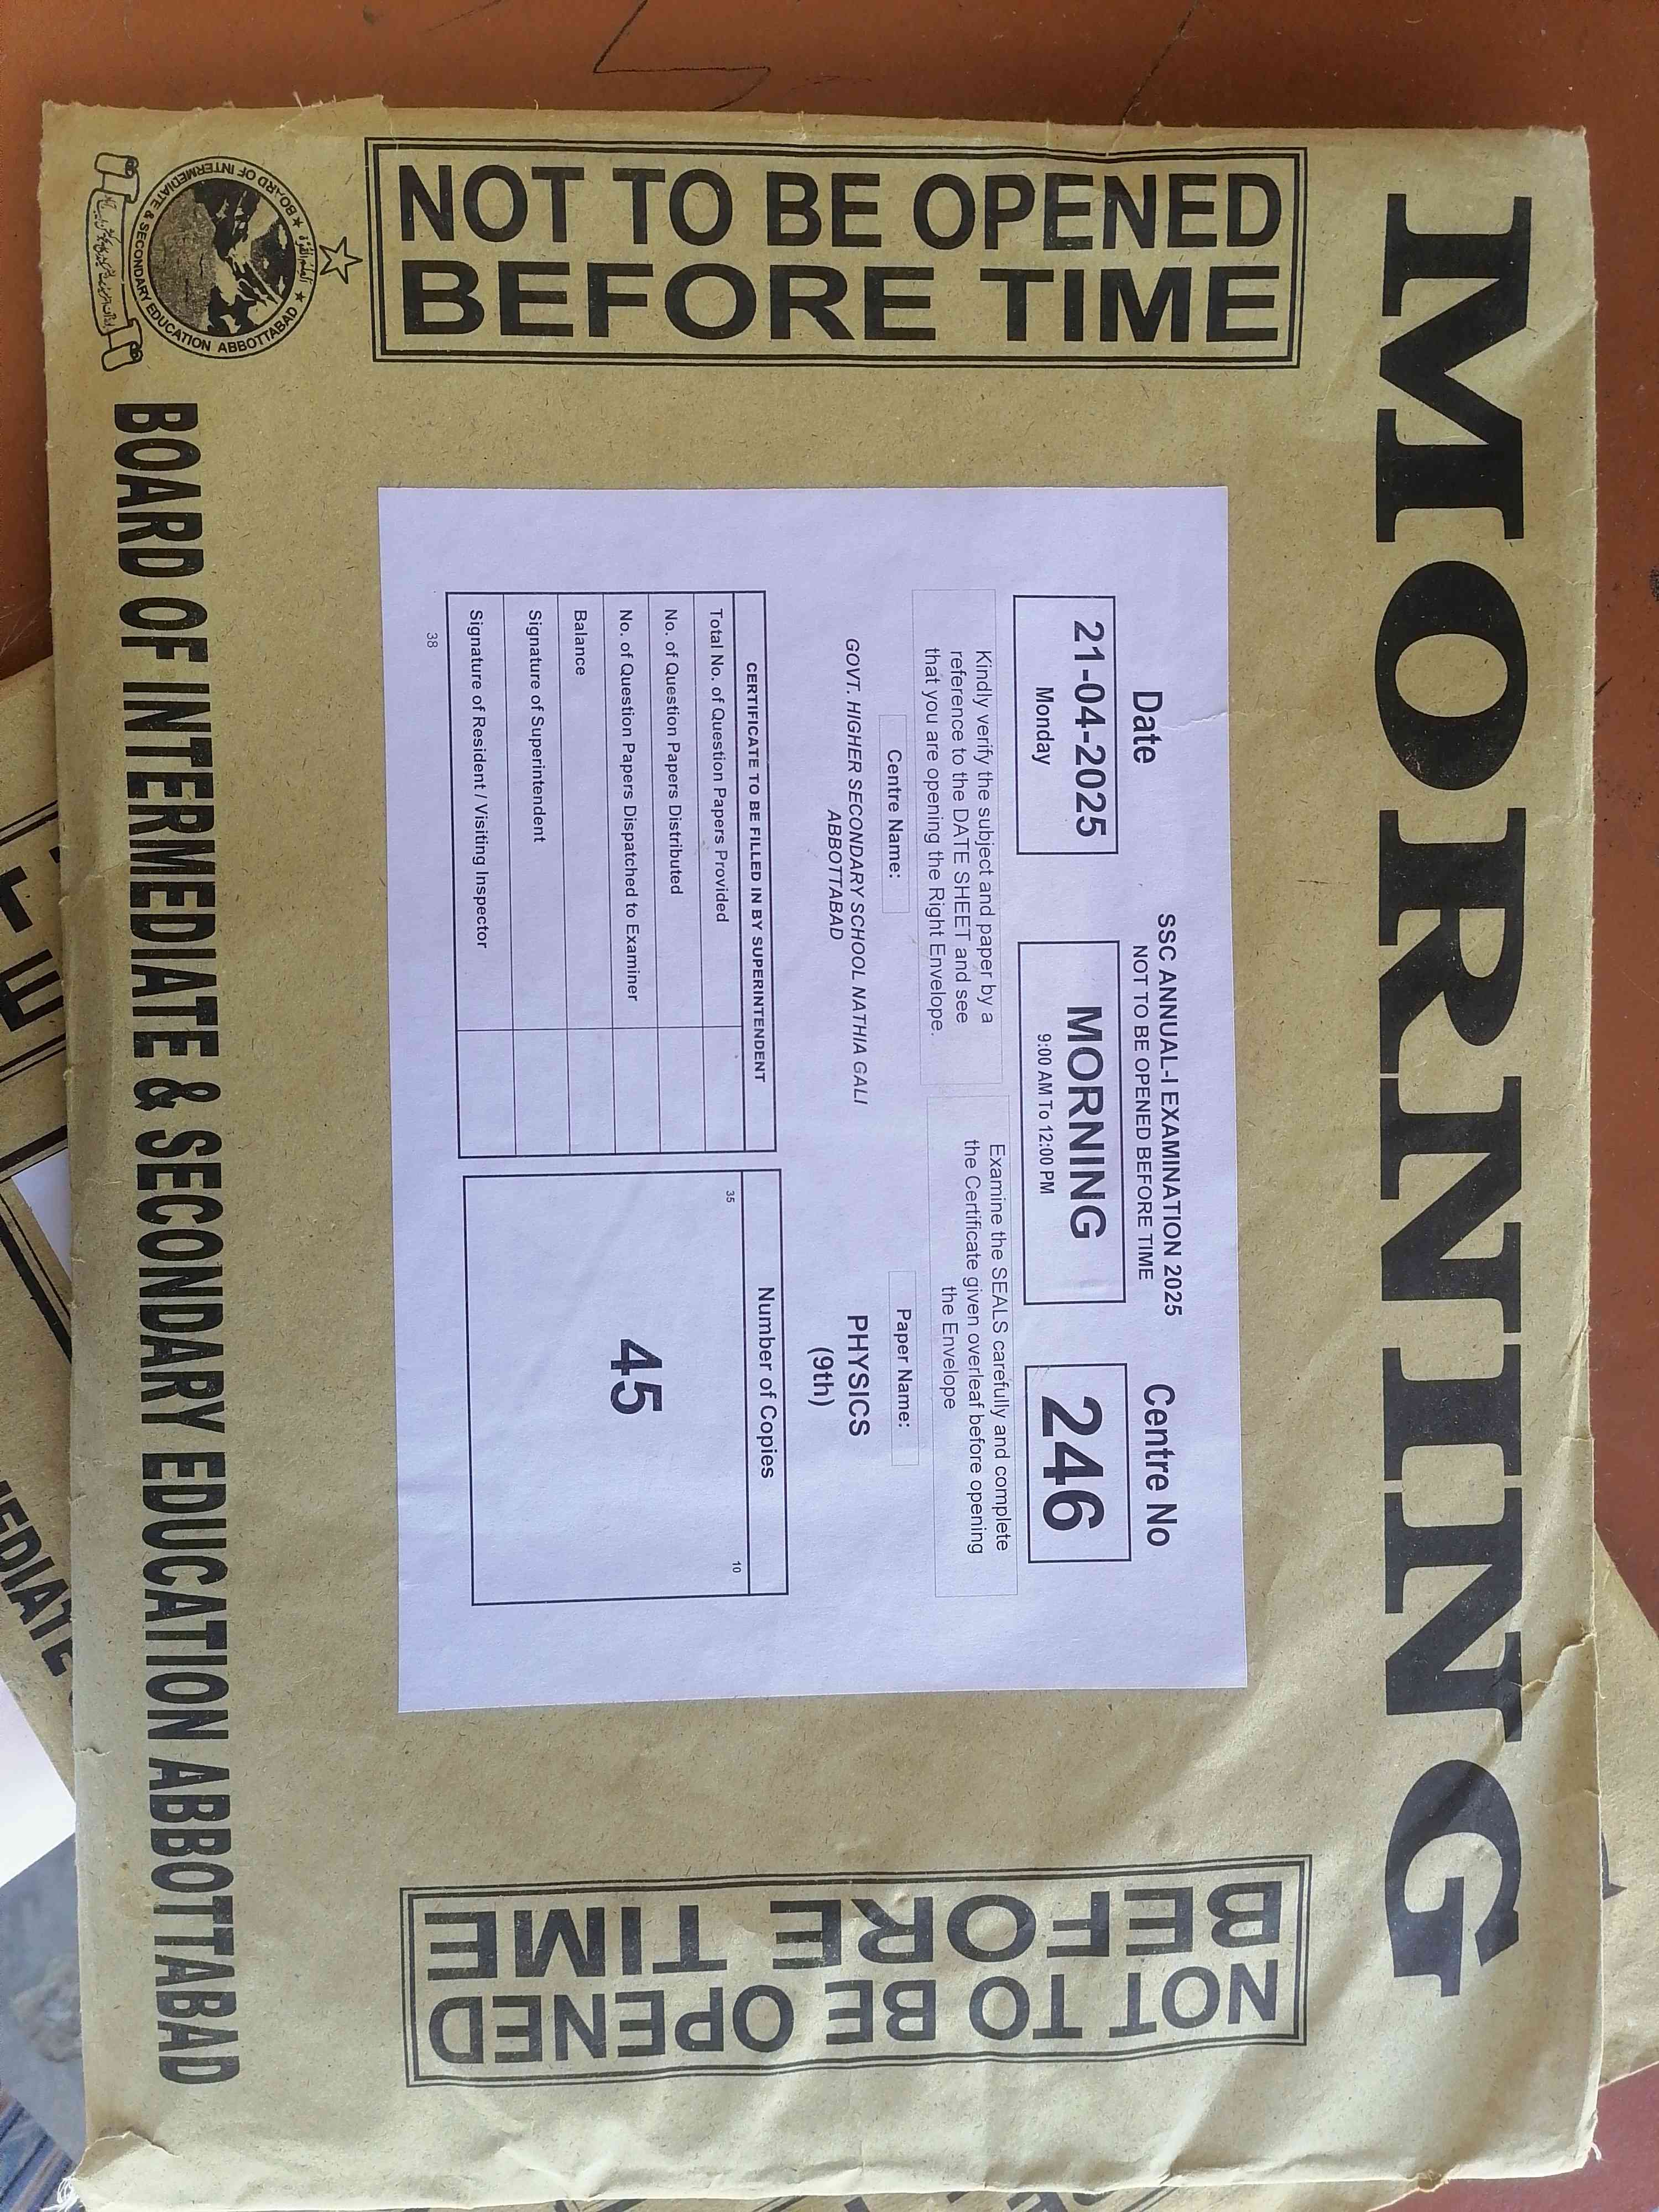 MORNING
NOT TO BE OPENED
BEFORE TIME
SSC ANNUAL-I EXAMINATION 2025
NOT TO BE OPENED BEFORE TIME
Date
21-04-2025
Monday
MORNING
9:00 AM To 12:00 PM
Centre No
246
Kindly verify the subject and paper by a
reference to the DATE SHEET and see
that you are opening the Right Envelope.
Examine the SEALS carefully and complete
the Certificate given overleaf before opening
the Envelope
Centre Name:
GOVT. HIGHER SECONDARY SCHOOL NATHIA GALI
ABBOTTABAD
Paper Name:
PHYSICS
(9th)
CERTIFICATE TO BE FILLED IN BY SUPERINTENDENT
Total No. of Question Papers Provided
No. of Question Papers Distributed
No. of Question Papers Dispatched to Examiner
Balance
Signature of Superintendent
Signature of Resident / Visiting Inspector
38
Number of Copies
35
10
45
NOT TO BE OPENED
BEFORE TIME
BOARD OF INTERMEDIATE & SECONDARY EDUCATION ABBOTTABAD
BOARD OF INTERMEDIATE & SECONDARY EDUCATION ABBOTTABAD
EDIATE